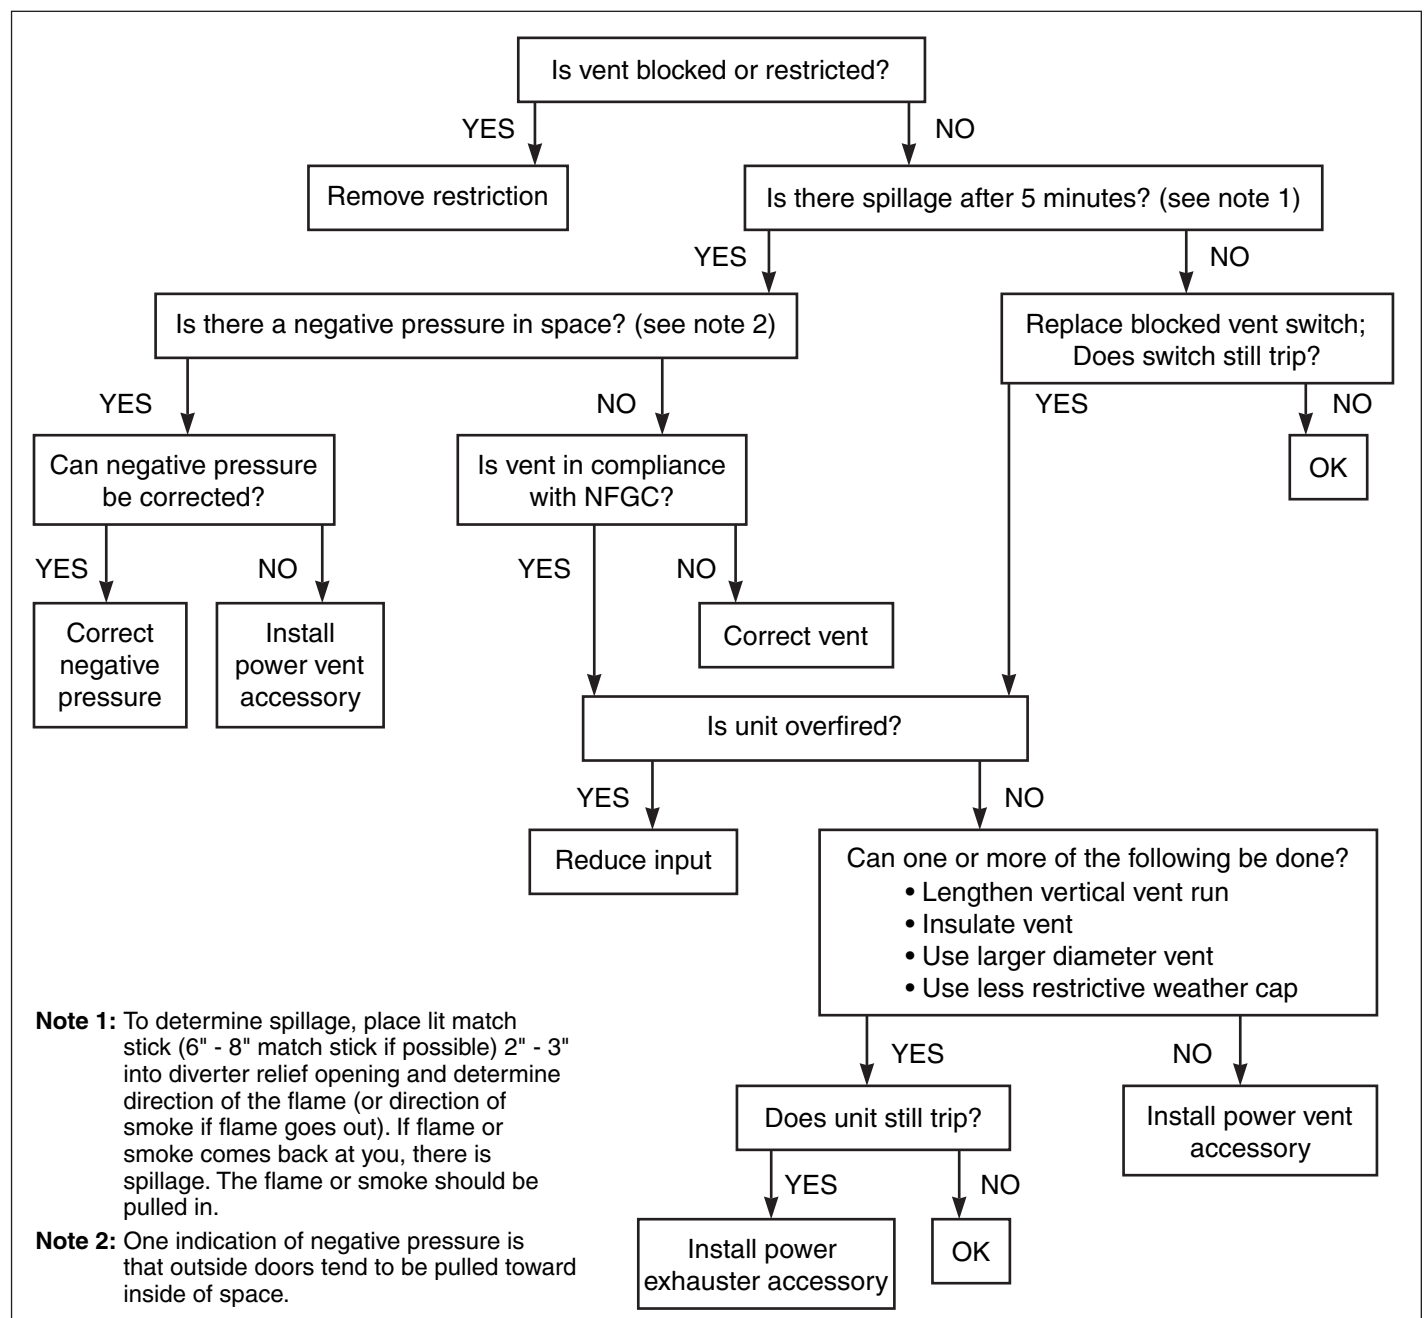 Is vent blocked or restricted?
YES
NO
Remove restriction
Is there spillage after 5 minutes? (see note 1)
YES
NO
Is there a negative pressure in space? (see note 2)
Replace blocked vent switch;
Does switch still trip?
YES
NO
YES
NO
Can negative pressure
be corrected?
Is vent in compliance
with NFGC?
OK
YES
NO
YES
NO
Correct
negative
pressure
Install
power vent
accessory
Correct vent
Is unit overfired?
YES
NO
Reduce input
Can one or more of the following be done?
• Lengthen vertical vent run
• Insulate vent
• Use larger diameter vent
• Use less restrictive weather cap
YES
NO
Does unit still trip?
Install power vent
accessory
YES
NO
Install power
exhauster accessory
OK
Note 1: To determine spillage, place lit match
stick (6" - 8" match stick if possible) 2" - 3"
into diverter relief opening and determine
direction of the flame (or direction of
smoke if flame goes out). If flame or
smoke comes back at you, there is
spillage. The flame or smoke should be
pulled in.
Note 2: One indication of negative pressure is
that outside doors tend to be pulled toward
inside of space.